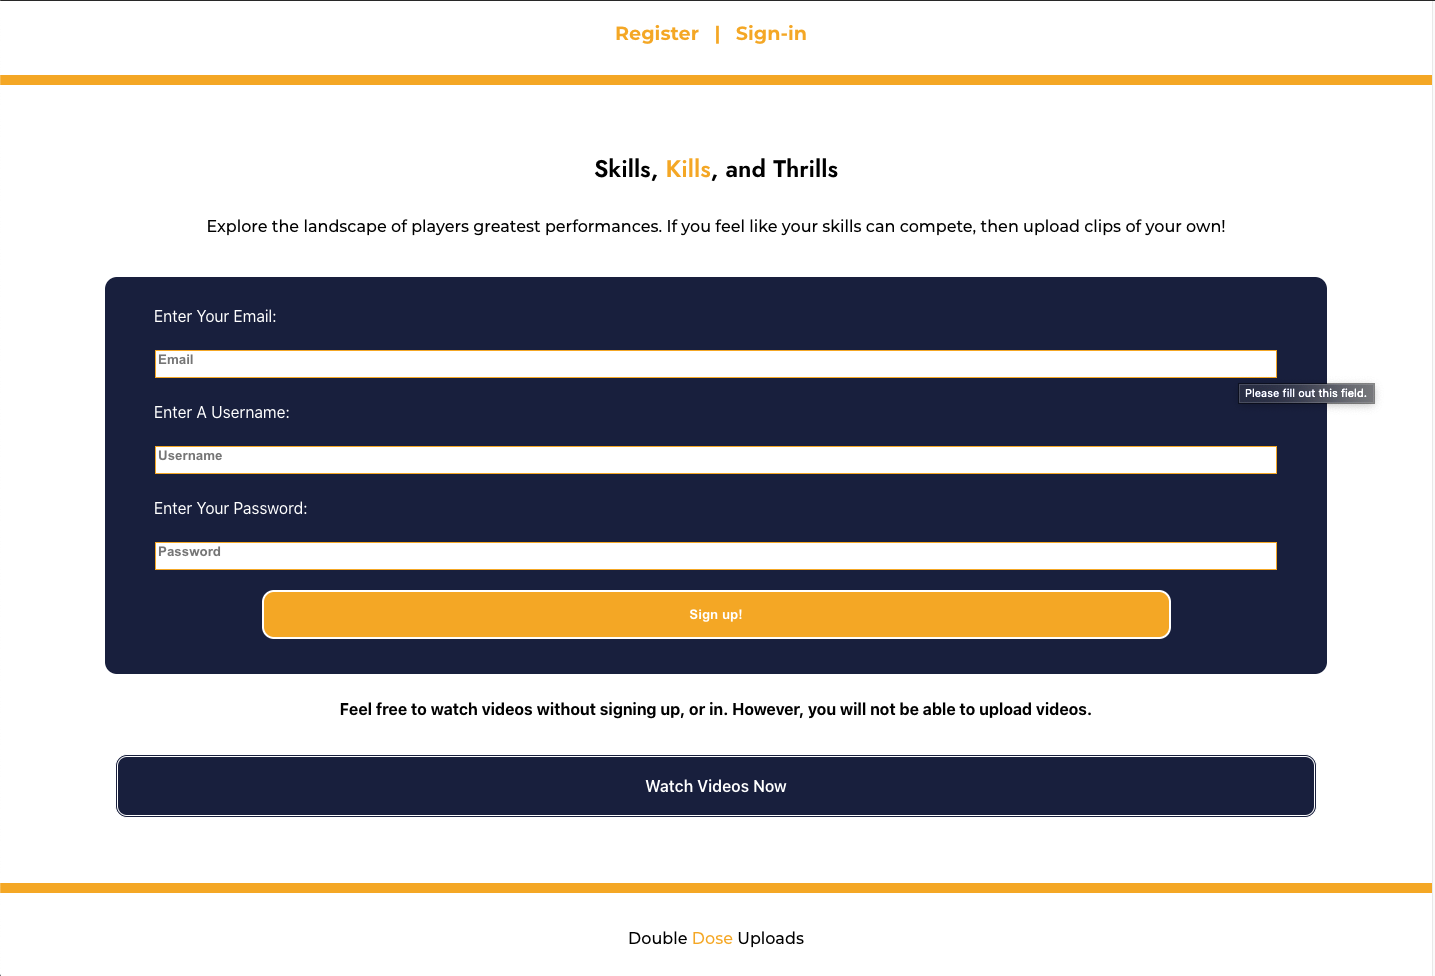 Register | Sign-in
Skills, Kills, and Thrills
Explore the landscape of players greatest performances. If you feel like your skills can compete, then upload clips of your own!
Enter Your Email:
Email
Please fill out this field.
Enter A Username:
Username
Enter Your Password:
Password
Sign up!
Feel free to watch videos without signing up, or in. However, you will not be able to upload videos.
Watch Videos Now
Double Dose Uploads